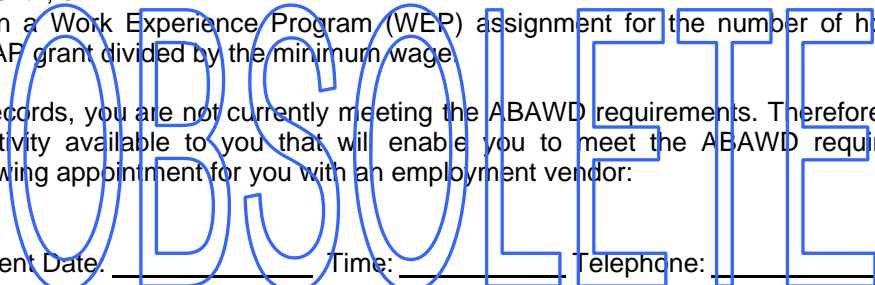 n a Work Experience Program (WEP) assignment for the number of ho
AP grant divided by the minimum wage.
ecords, you are not currently meeting the ABAWD requirements. Therefore
tivity available to you that will enable you to meet the ABAWD requi
wing appointment for you with an employment vendor:
ent Date: Time: Telephone:
OBSOLETE